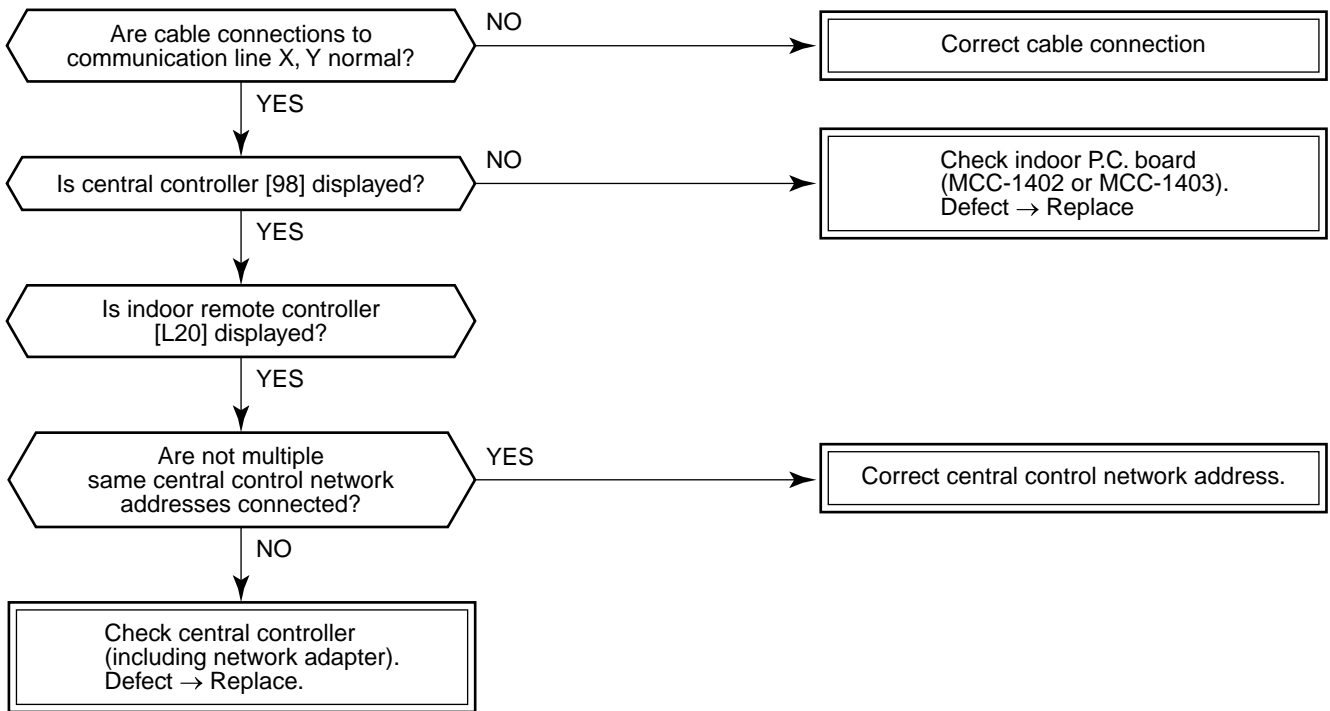 Are cable connections to
communication line X, Y normal?
NO
Correct cable connection
YES
Is central controller [98] displayed?
NO
Check indoor P.C. board
(MCC-1402 or MCC-1403).
Defect → Replace
YES
Is indoor remote controller
[L20] displayed?
YES
Are not multiple
same central control network
addresses connected?
YES
Correct central control network address.
NO
Check central controller
(including network adapter).
Defect → Replace.